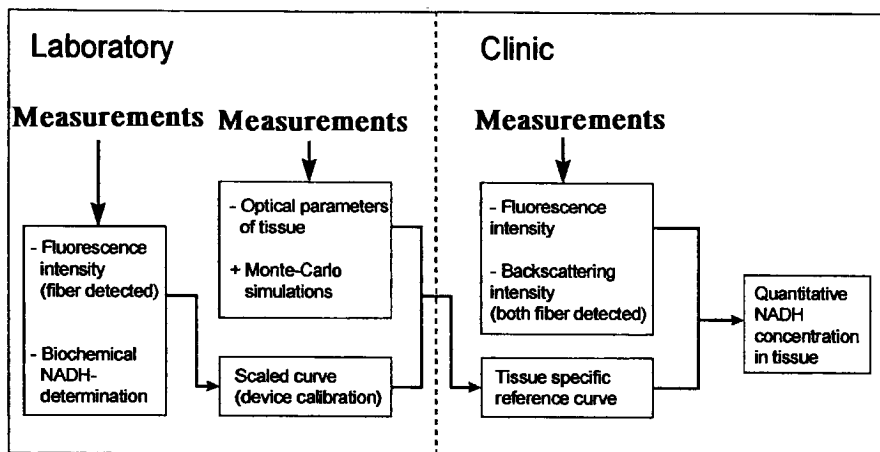 Laboratory
Measurements
- Fluorescence
intensity
(fiber detected)
- Biochemical
NADH-
determination
Measurements
- Optical parameters
of tissue
+ Monte-Carlo
simulations
Scaled curve
(device calibration)
Clinic
Measurements
- Fluorescence
intensity
- Backscattering
intensity
(both fiber detected)
Tissue specific
reference curve
Quantitative
NADH
concentration
in tissue